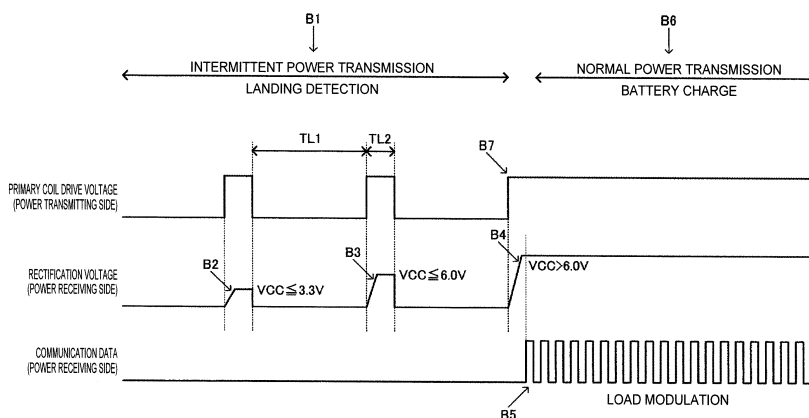 B1
B6
INTERMITTENT POWER TRANSMISSION
NORMAL POWER TRANSMISSION
LANDING DETECTION
BATTERY CHARGE
TL1
TL2
B7
PRIMARY COIL DRIVE VOLTAGE
(POWER TRANSMITTING SIDE)
B4
B3
B2
RECTIFICATION VOLTAGE
(POWER RECEIVING SIDE)
VCC≦3.3V
VCC≦6.0V
VCC>6.0V
COMMUNICATION DATA
(POWER RECEIVING SIDE)
LOAD MODULATION
B5